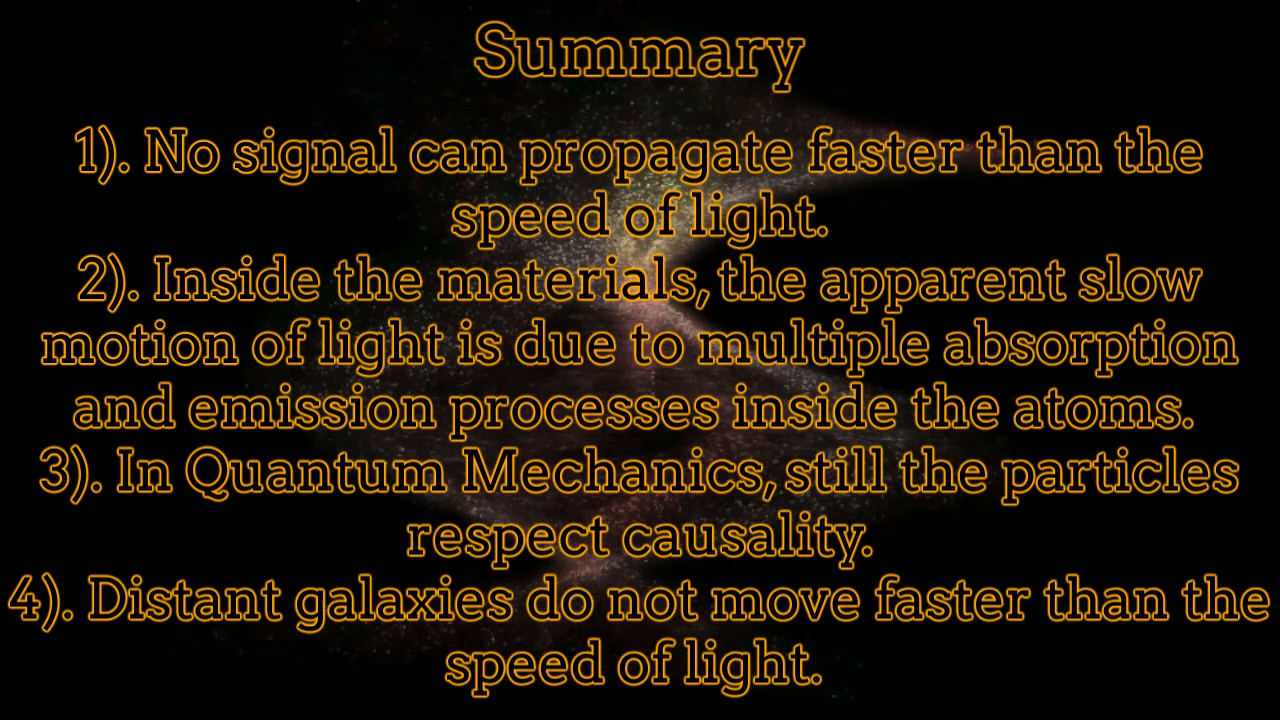 Summary
1). No signal can propagate faster than the
speed of light.
2). Inside the materials, the apparent slow
motion of light is due to multiple absorption
and emission processes inside the atoms.
3). In Quantum Mechanics, still the particles
respect causality.
4). Distant galaxies do not move faster than the
speed of light.